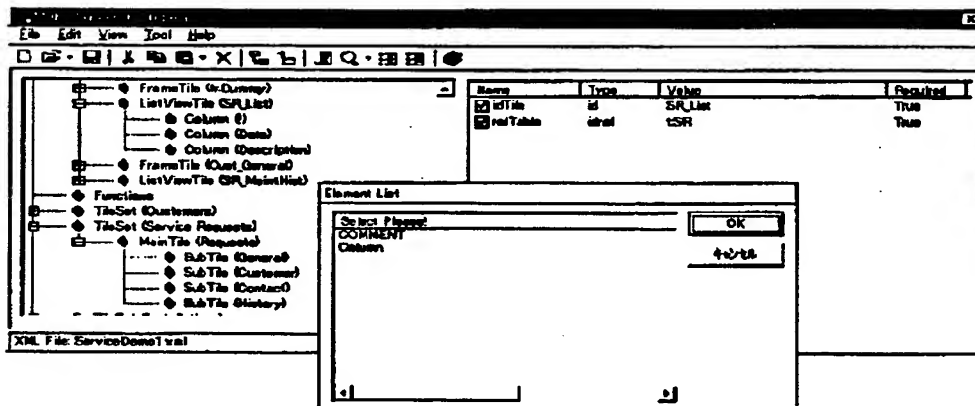 File Edit View Tool Help
FrameTile (fr.Dummy)
ListViewTile (SR_List)
Column ()
Column (Date)
Column (Description)
FrameTile (Cust_General)
ListViewTile (SR_MaintHist)
Functions
TileSet (Customers)
TileSet (Service Requests)
MainTile (Requests)
SubTile (General)
SubTile (Customer)
SubTile (Contact)
SubTile (History)
XML File: ServiceDemo1.xml
Name Type Value Required
idTile id SR_List True
refTable idref tSR True
Element List
Select Please!
COMMENT
Column
OK
キャンセル